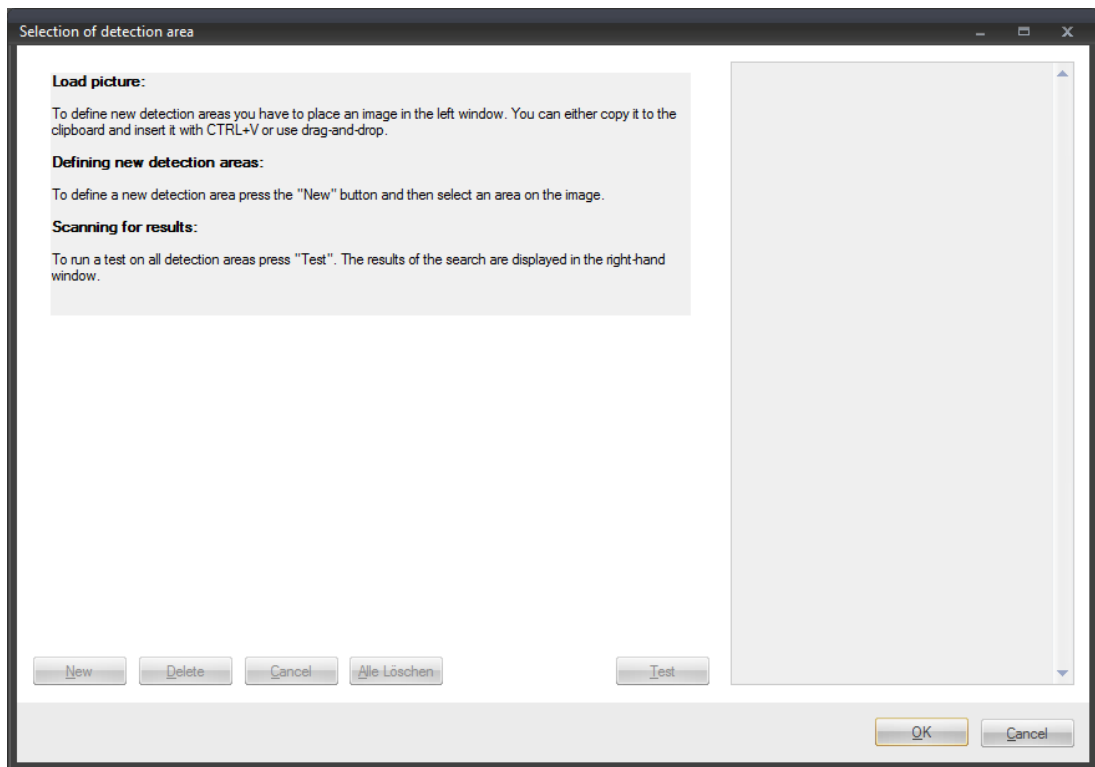 Selection of detection area
Load picture:
To define new detection areas you have to place an image in the left window. You can either copy it to the
clipboard and insert it with CTRL+V or use drag-and-drop.
Defining new detection areas:
To define a new detection area press the "New" button and then select an area on the image.
Scanning for results:
To run a test on all detection areas press "Test". The results of the search are displayed in the right-hand
window.
New Delete Cancel Alle Löschen Test
OK Cancel